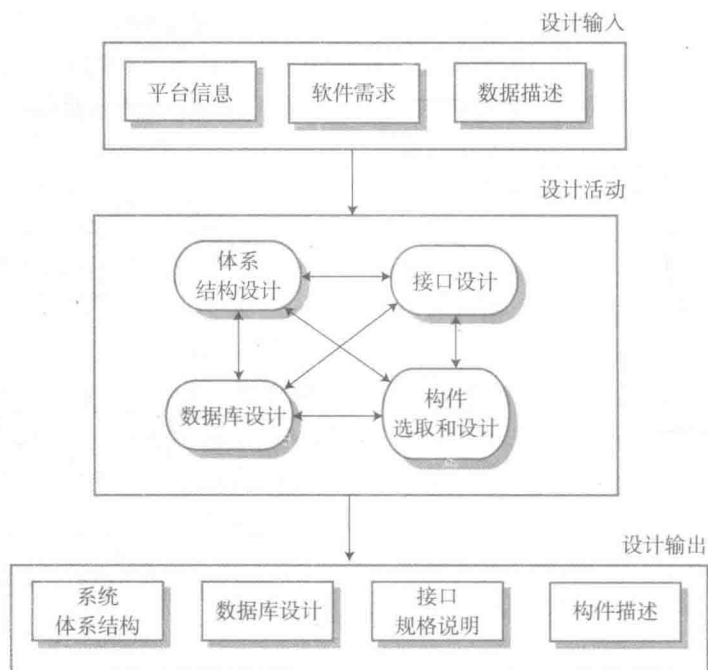 设计输入
平台信息
软件需求
数据描述
设计活动
体系
结构设计
接口设计
数据库设计
构件
选取和设计
设计输出
系统
体系结构
数据库设计
接口
规格说明
构件描述